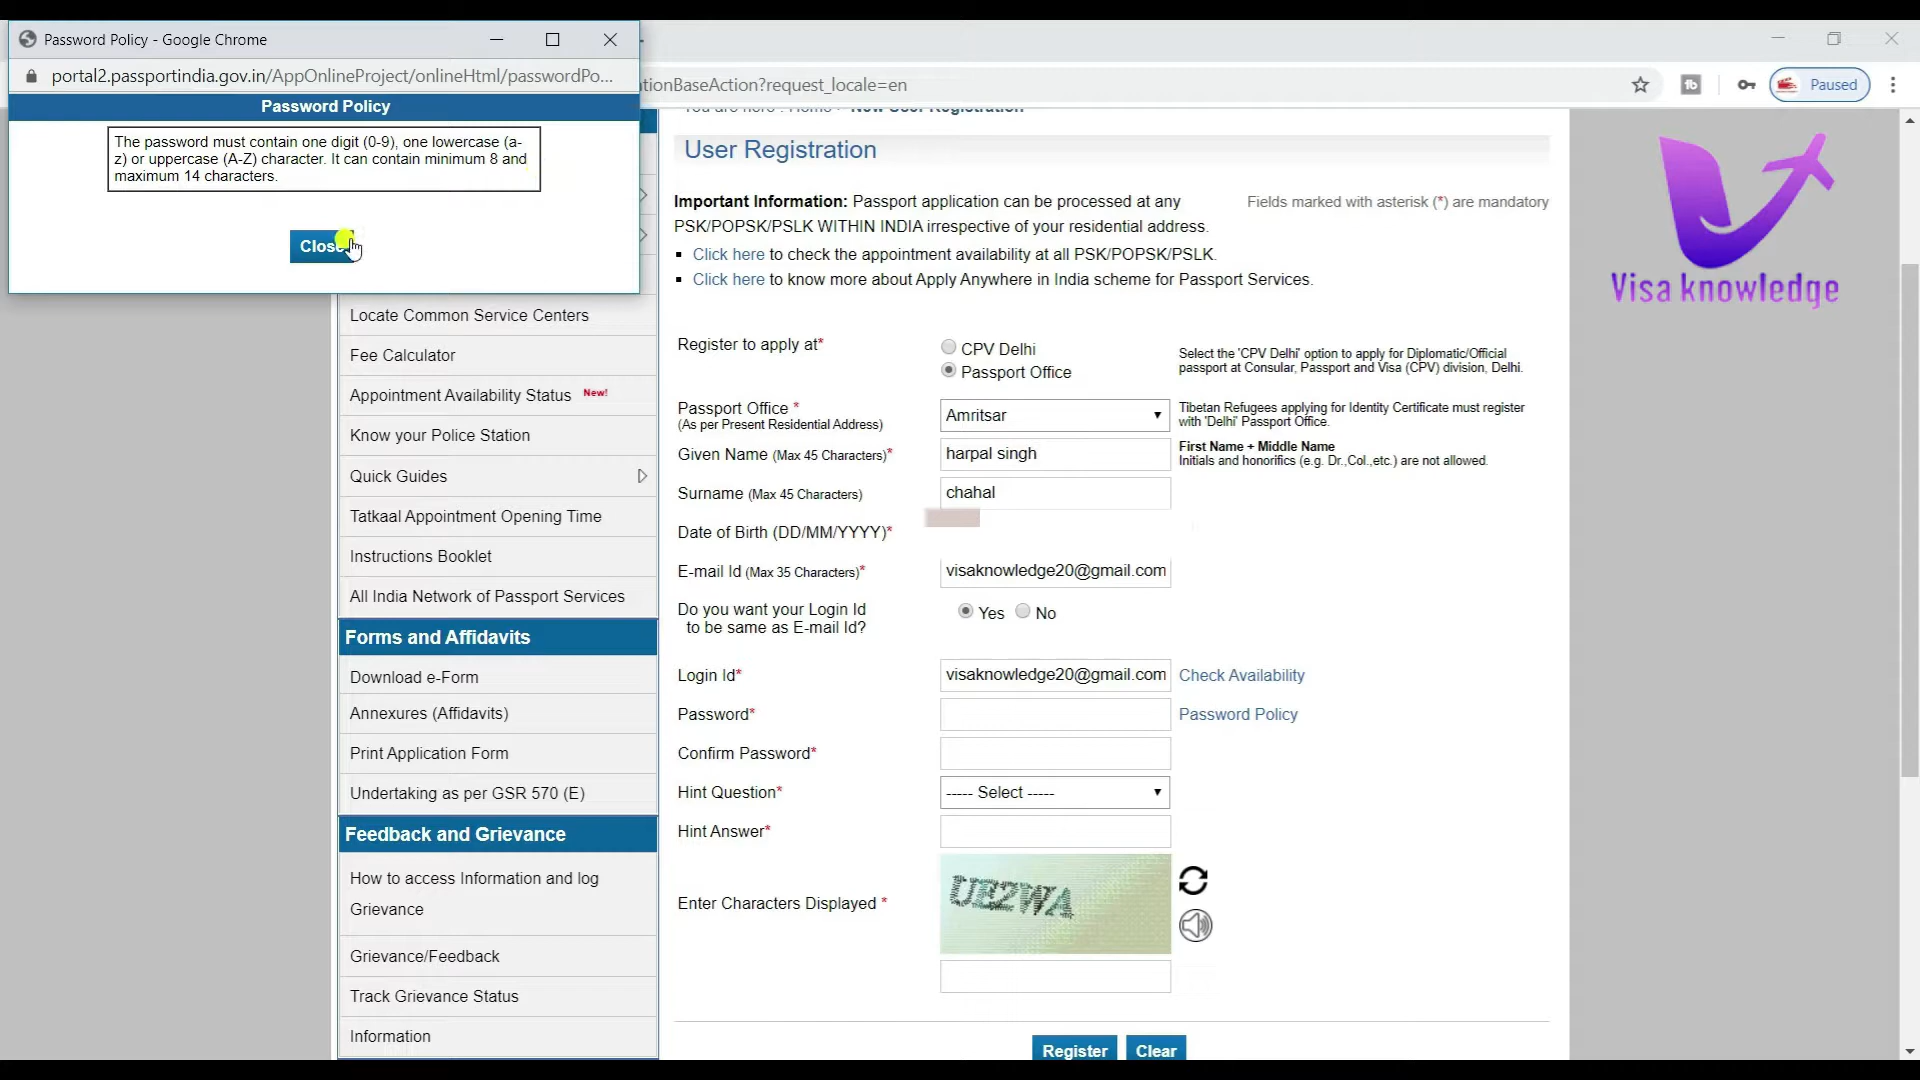 Password Policy - Google Chrome
portal2.passportindia.gov.in/AppOnlineProject/onlineHtml/passwordPo...
Password Policy
The password must contain one digit (0-9), one lowercase (a-
z) or uppercase (A-Z) character. It can contain minimum 8 and
maximum 14 characters.
Close
tionBaseAction?request_locale=en
Paused
You are here : Home > New User Registration
User Registration
Important Information: Passport application can be processed at any
PSK/POPSK/PSLK WITHIN INDIA irrespective of your residential address.
Fields marked with asterisk (*) are mandatory
Click here to check the appointment availability at all PSK/POPSK/PSLK.
Click here to know more about Apply Anywhere in India scheme for Passport Services.
Visa knowledge
Locate Common Service Centers
Fee Calculator
Appointment Availability Status New!
Know your Police Station
Quick Guides
Tatkaal Appointment Opening Time
Instructions Booklet
All India Network of Passport Services
Forms and Affidavits
Download e-Form
Annexures (Affidavits)
Print Application Form
Undertaking as per GSR 570 (E)
Feedback and Grievance
How to access Information and log
Grievance
Grievance/Feedback
Track Grievance Status
Information
Register to apply at*
CPV Delhi
Passport Office
Select the 'CPV Delhi' option to apply for Diplomatic/Official
passport at Consular, Passport and Visa (CPV) division, Delhi.
Passport Office *
(As per Present Residential Address)
Amritsar
Tibetan Refugees applying for Identity Certificate must register
with 'Delhi' Passport Office.
Given Name (Max 45 Characters)*
harpal singh
First Name + Middle Name
Initials and honorifics (e.g. Dr.,Col.,etc.) are not allowed.
Surname (Max 45 Characters)
chahal
Date of Birth (DD/MM/YYYY)*
E-mail Id (Max 35 Characters)*
visaknowledge20@gmail.com
Do you want your Login Id
to be same as E-mail Id?
Yes No
Login Id*
visaknowledge20@gmail.com
Check Availability
Password*
Password Policy
Confirm Password*
Hint Question*
----- Select -----
Hint Answer*
Enter Characters Displayed *
UE2WA
Register
Clear